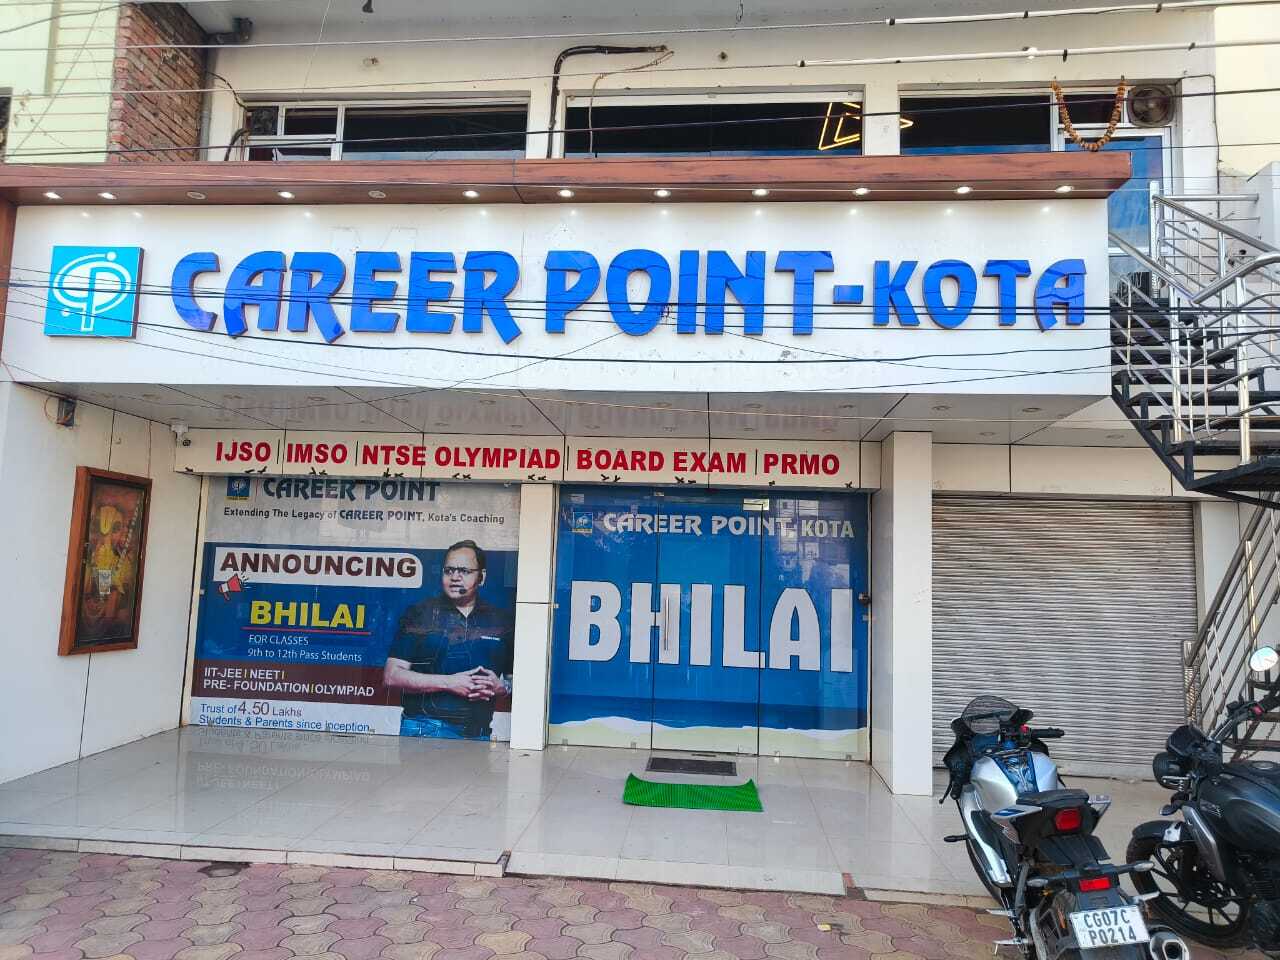 CAREER POINT-KOTA
IJSO | IMSO | NTSE OLYMPIAD | BOARD EXAM | PRMO
CAREER POINT
Extending The Legacy of CAREER POINT, Kota's Coaching
ANNOUNCING
BHILAI
FOR CLASSES
9th to 12th Pass Students
IIT-JEE | NEET |
PRE- FOUNDATION | OLYMPIAD
Trust of 4.50 Lakhs
Students & Parents since Inception
CAREER POINT, KOTA
BHILAI
CG07C
P0214